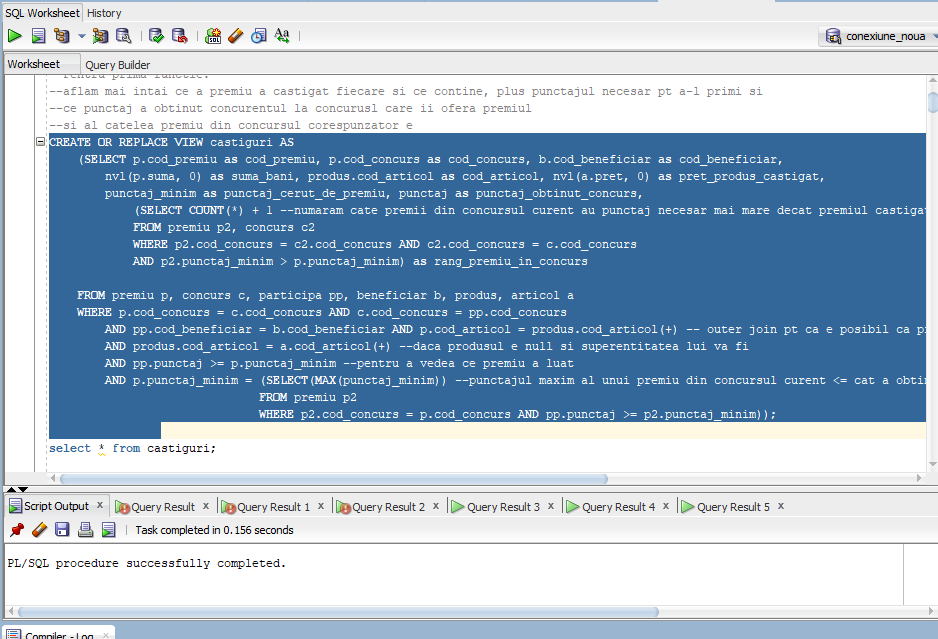 SQL Worksheet History
conexiune_noua
Worksheet Query Builder
--aflam mai intai ce a premiu a castigat fiecare si ce contine, plus punctajul necesar pt a-l primi si
--ce punctaj a obtinut concurentul la concursl care ii ofera premiul
--si al catelea premiu din concursul corespunzator e
CREATE OR REPLACE VIEW castiguri AS
(SELECT p.cod_premiu as cod_premiu, p.cod_concurs as cod_concurs, b.cod_beneficiar as cod_beneficiar,
nvl(p.suma, 0) as suma_bani, produs.cod_articol as cod_articol, nvl(a.pret, 0) as pret_produs_castigat,
punctaj_minim as punctaj_cerut_de_premiu, punctaj as punctaj_obtinut_concurs,
(SELECT COUNT(*) + 1 --numaram cate premii din concursul curent au punctaj necesar mai mare decat premiul castigat
FROM premiu p2, concurs c2
WHERE p2.cod_concurs = c2.cod_concurs AND c2.cod_concurs = c.cod_concurs
AND p2.punctaj_minim > p.punctaj_minim) as rang_premiu_in_concurs
FROM premiu p, concurs c, participa pp, beneficiar b, produs, articol a
WHERE p.cod_concurs = c.cod_concurs AND c.cod_concurs = pp.cod_concurs
AND pp.cod_beneficiar = b.cod_beneficiar AND p.cod_articol = produs.cod_articol(+) -- outer join pt ca e posibil ca
AND produs.cod_articol = a.cod_articol(+) --daca produsul e null si superentitatea lui va fi
AND pp.punctaj >= p.punctaj_minim --pentru a vedea ce premiu a luat
AND p.punctaj_minim = (SELECT(MAX(punctaj_minim)) --punctajul maxim al unui premiu din concursul curent <= cat a
FROM premiu p2
WHERE p2.cod_concurs = p.cod_concurs AND pp.punctaj >= p2.punctaj_minim));
select * from castiguri;
Script Output x Query Result x Query Result 1 x Query Result 2 x Query Result 3 x Query Result 4 x Query Result 5 x
Task completed in 0.156 seconds
PL/SQL procedure successfully completed.
Compiler - Log x